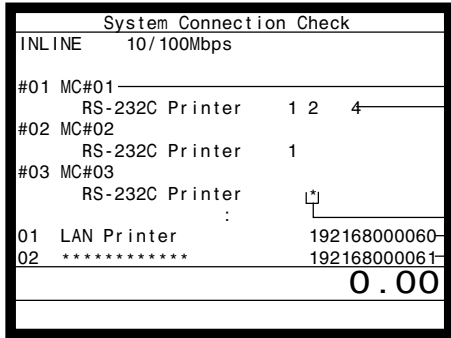 System Connection Check
INLINE 10/100Mbps
#01 MC#01
RS-232C Printer 1 2 4
#02 MC#02
RS-232C Printer 1
#03 MC#03
RS-232C Printer *
:
01 LAN Printer 192168000060
02 ************ 192168000061
0.00